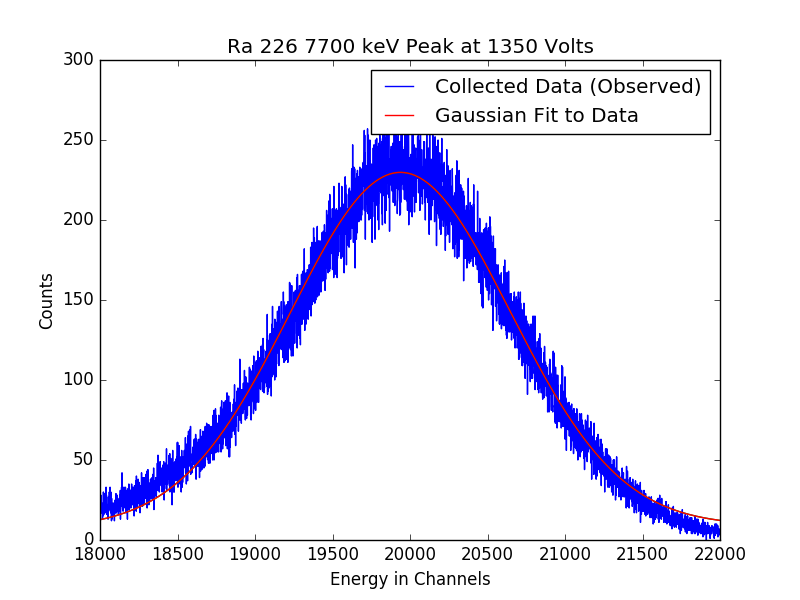 Ra 226 7700 keV Peak at 1350 Volts
Collected Data (Observed)
Gaussian Fit to Data
300
250
200
150
100
50
0
Counts
18000 18500 19000 19500 20000 20500 21000 21500 22000
Energy in Channels